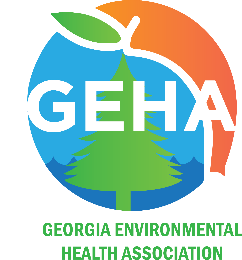 GEHA
GEORGIA ENVIRONMENTAL
HEALTH ASSOCIATION